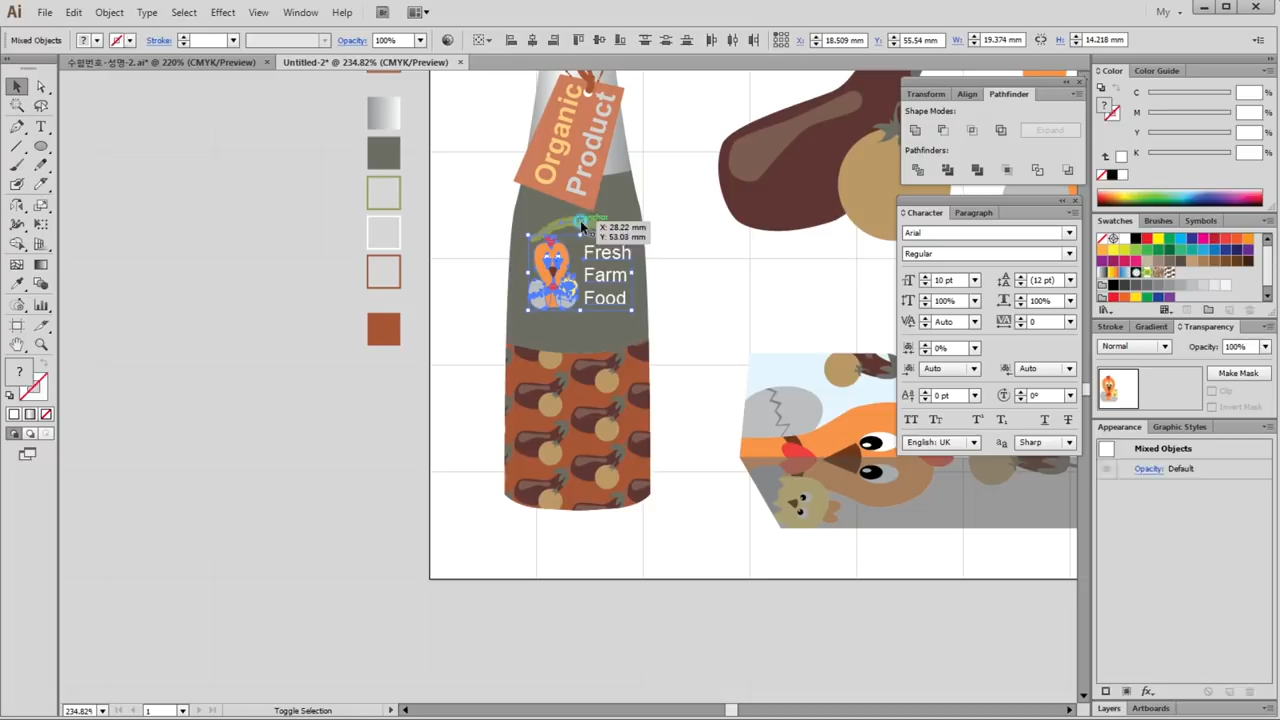 Ai File Edit Object Type Select Effect View Window Help Br My
Mixed Objects ? Stroke: Opacity: 100% X: 18.509 mm Y: 55.54 mm W: 19.374 mm H: 14.218 mm
수험번호-성명-2.ai* @ 220% (CMYK/Preview) × Untitled-2* @ 234.82% (CMYK/Preview) ×
Color Color Guide
C %
M %
Y %
K %
Transform Align Pathfinder
Shape Modes:
Expand
Pathfinders:
Organic
Product
X: 28.22 mm
Y: 53.03 mm
Fresh
Farm
Food
Character Paragraph
Arial
Regular
10 pt (12 pt)
100% 100%
Auto 0
0%
Auto Auto
0 pt 0°
English: UK Sharp
Swatches Brushes Symbols
Stroke Gradient Transparency
Normal Opacity: 100%
Make Mask
Clip
Invert Mask
Appearance Graphic Styles
Mixed Objects
Opacity: Default
Layers Artboards
234.82% 1 Toggle Selection